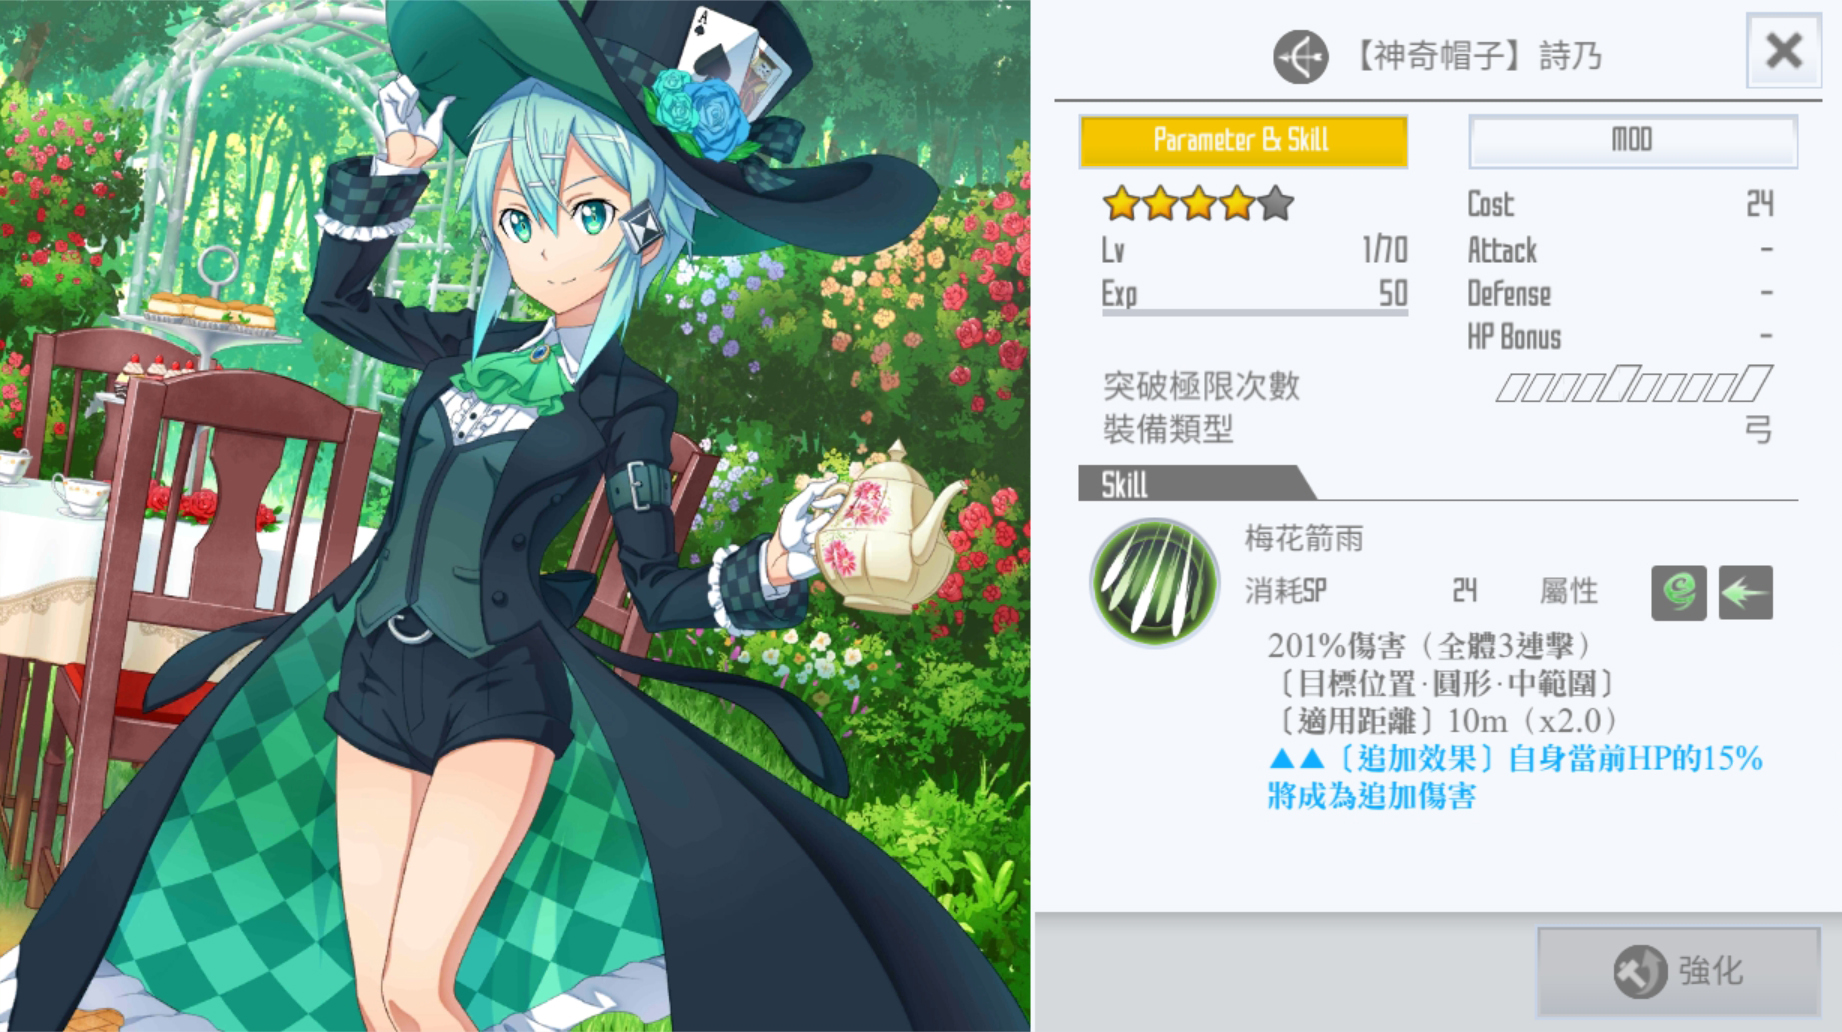 A
【神奇帽子】詩乃
Parameter & Skill
MOD
Cost 24
Lv 1/70
Attack -
Exp 50
Defense -
HP Bonus -
突破極限次數
裝備類型 弓
Skill
梅花箭雨
消耗SP 24 屬性
201%傷害（全體3連擊）
〔目標位置·圓形·中範圍〕
〔適用距離〕10m（x2.0）
▲▲〔追加效果〕自身當前HP的15%
將成為追加傷害
強化